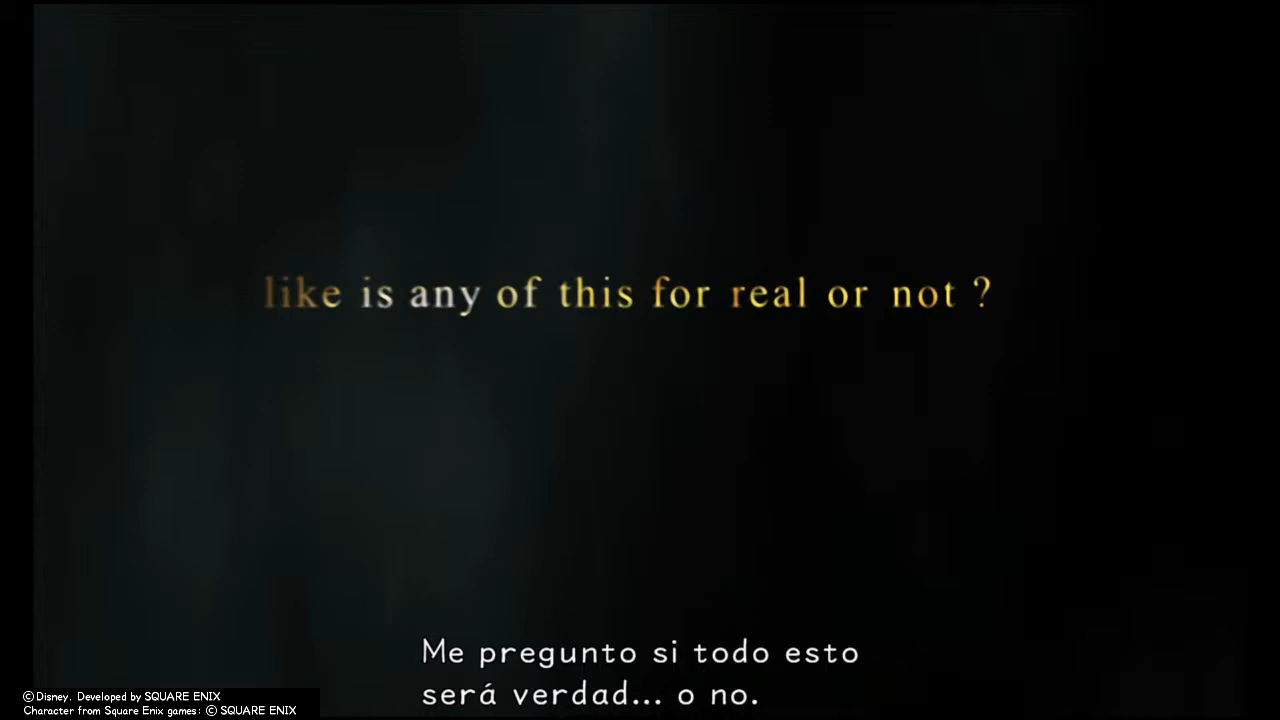 like is any of this for real or not ?
Me pregunto si todo esto
será verdad... o no.
© Disney. Developed by SQUARE ENIX
Character from Square Enix games: © SQUARE ENIX